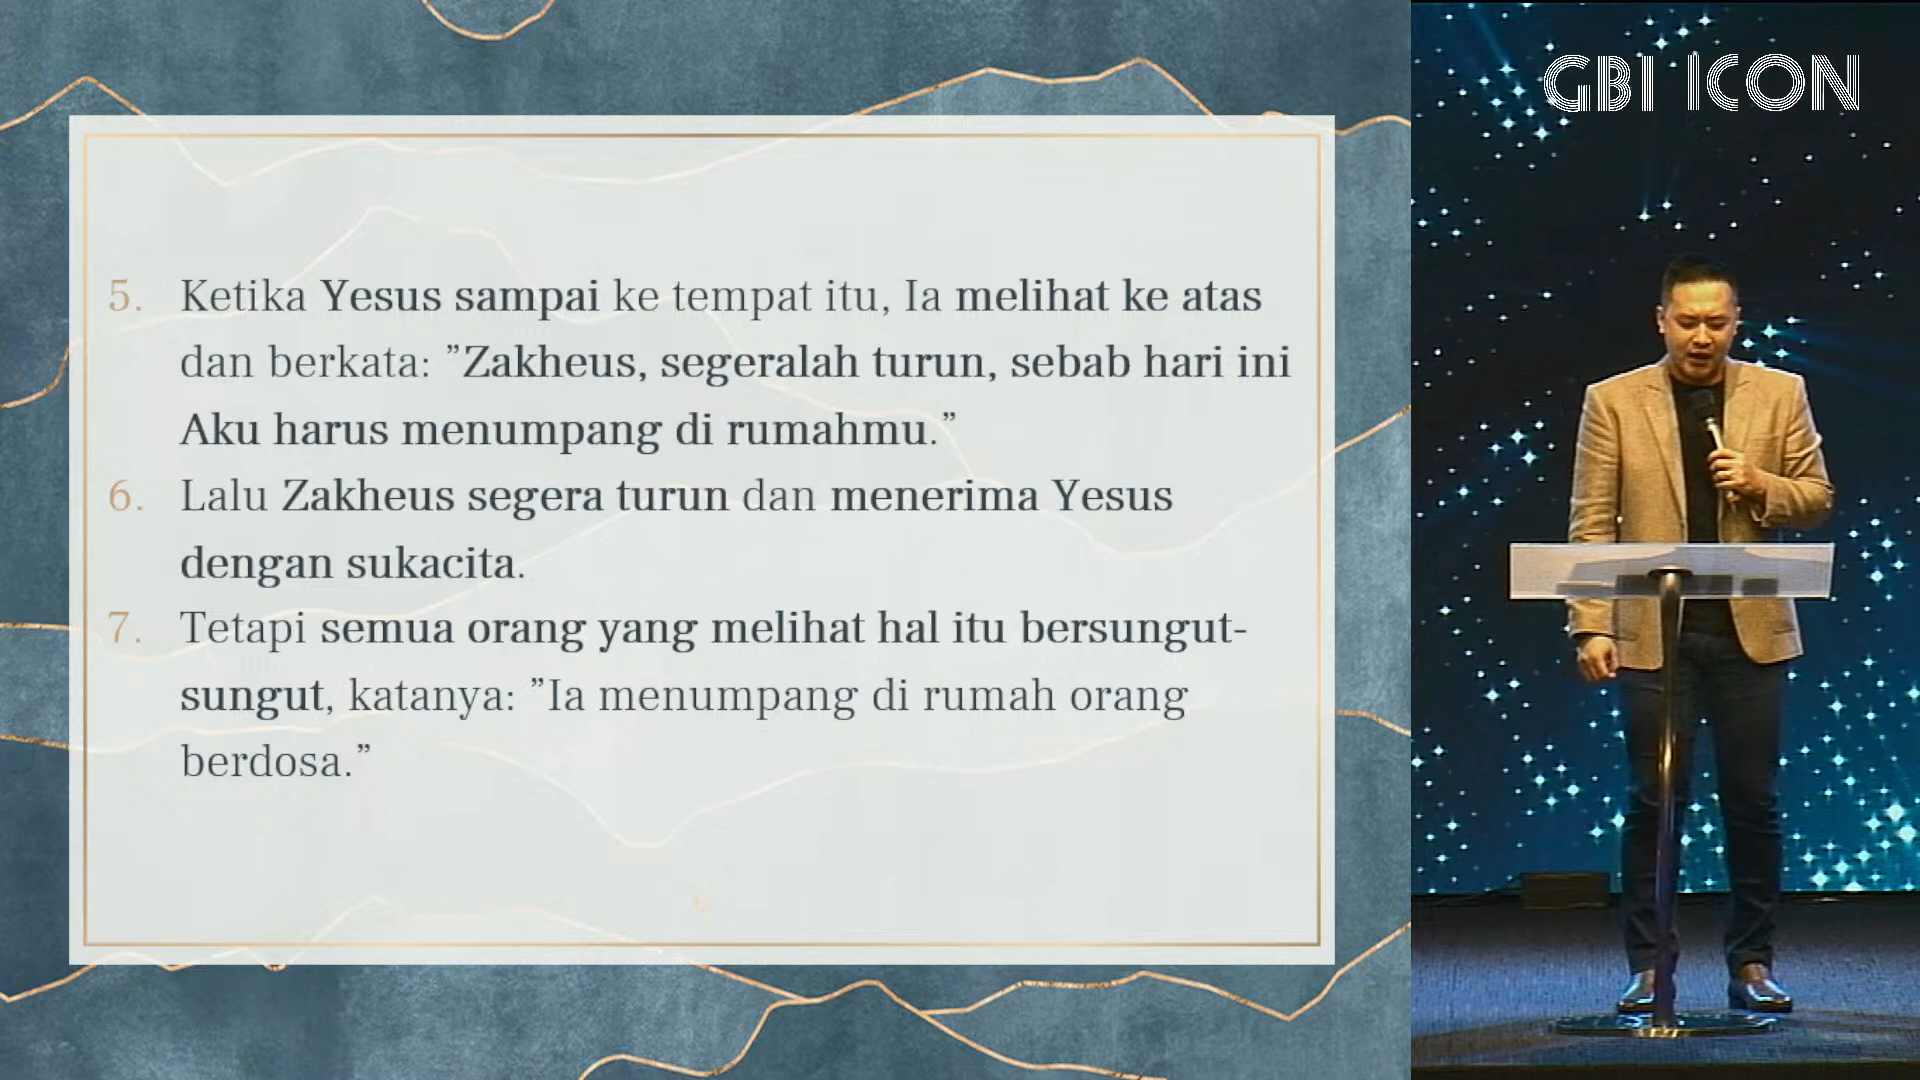 GBI ICON
5. Ketika Yesus sampai ke tempat itu, Ia melihat ke atas
dan berkata: ”Zakheus, segeralah turun, sebab hari ini
Aku harus menumpang di rumahmu.”
6. Lalu Zakheus segera turun dan menerima Yesus
dengan sukacita.
7. Tetapi semua orang yang melihat hal itu bersungut-
sungut, katanya: ”Ia menumpang di rumah orang
berdosa.”